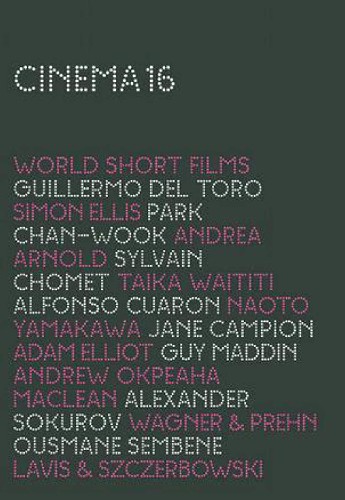 CINEMA16
WORLD SHORT FILMS
GUILLERMO DEL TORO
SIMON ELLIS PARK
CHAN-WOOK ANDREA
ARNOLD SYLVAIN
CHOMET TAIKA WAITITI
ALFONSO CUARON NAOTO
YAMAKAWA JANE CAMPION
ADAM ELLIOT GUY MADDIN
ANDREW OKPEAHA
MACLEAN ALEXANDER
SOKUROV WAGNER & PREHN
OUSMANE SEMBENE
LAVIS & SZCZERBOWSKI